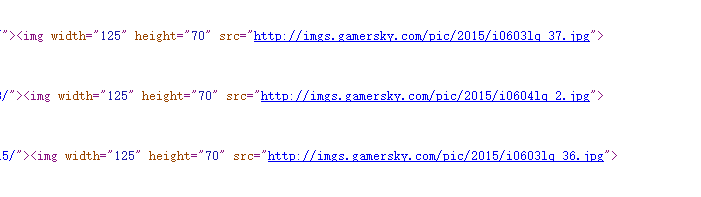 /"><img width="125" height="70" src="http://imgs.gamersky.com/pic/2015/i0603lq_37.jpg">
3/"><img width="125" height="70" src="http://imgs.gamersky.com/pic/2015/i0604lq_2.jpg">
15/"><img width="125" height="70" src="http://imgs.gamersky.com/pic/2015/i0603lq_36.jpg">